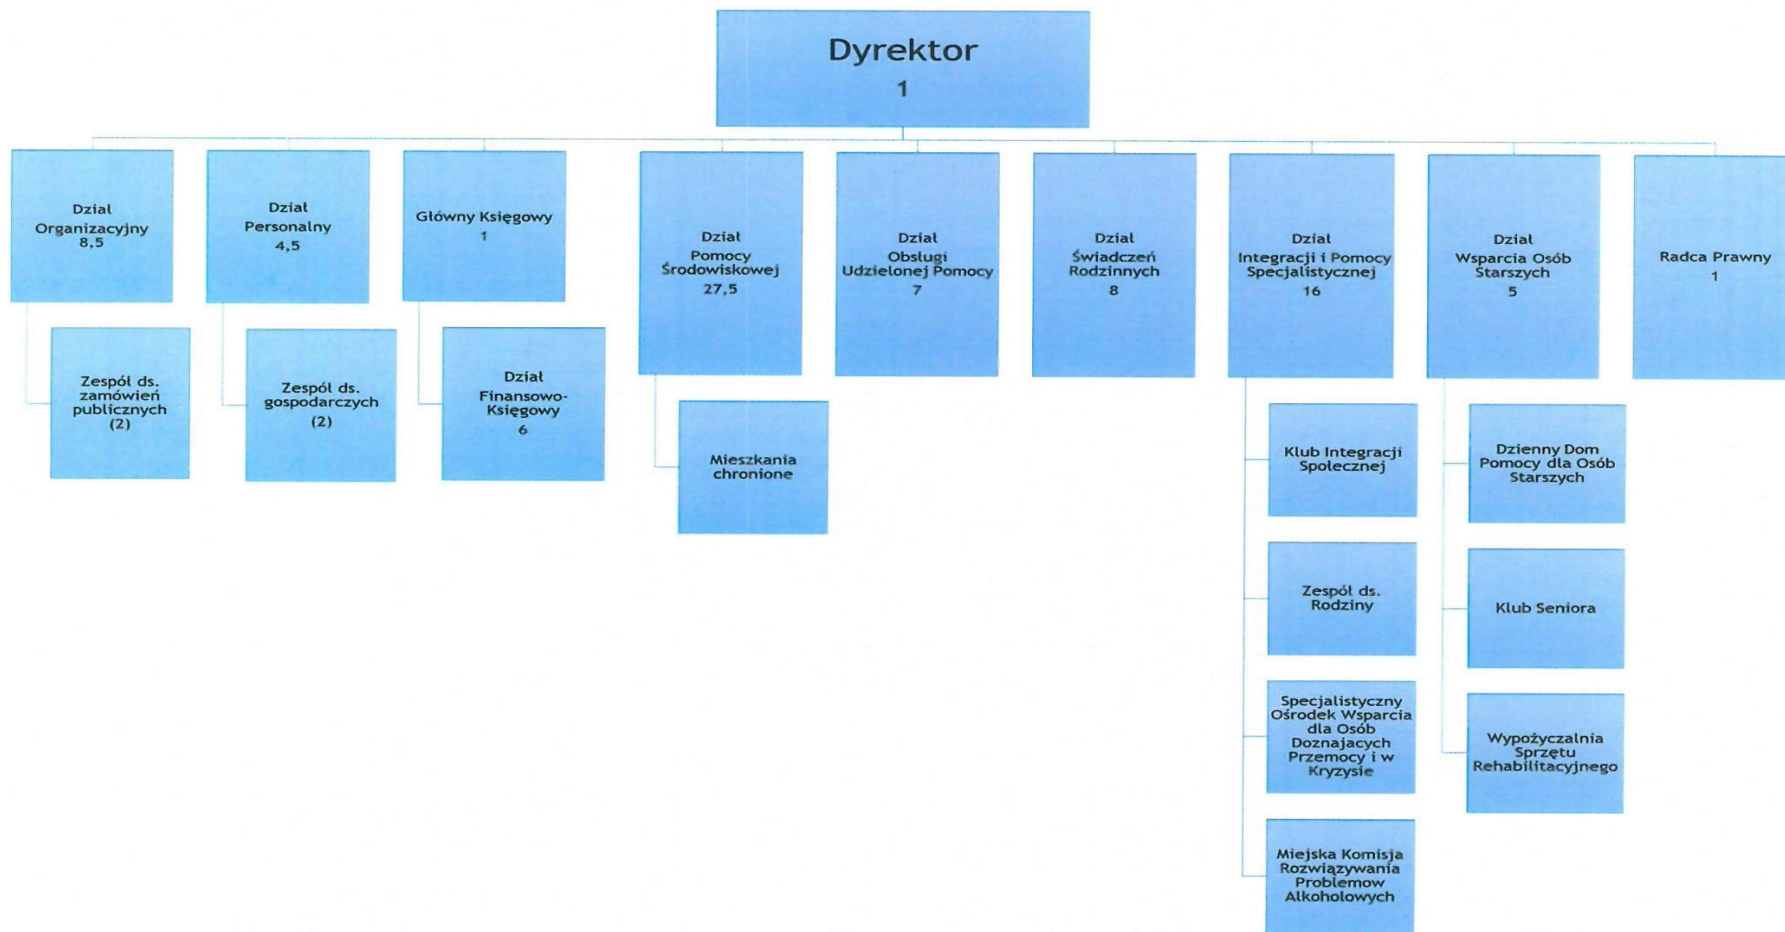 Dyrektor
1
Dział
Organizacyjny
8,5
Dział
Personalny
4,5
Główny Księgowy
1
Dział
Pomocy
Środowiskowej
27,5
Dział
Obsługi
Udzielonej Pomocy
7
Dział
Świadczeń
Rodzinnych
8
Dział
Integracji i Pomocy
Specjalistycznej
16
Dział
Wsparcia Osób
Starszych
5
Radca Prawny
1
Zespół ds.
zamówień
publicznych
(2)
Zespół ds.
gospodarczych
(2)
Dział
Finansowo-
Księgowy
6
Mieszkania
chronione
Klub Integracji
Społecznej
Zespół ds.
Rodziny
Specjalistyczny
Ośrodek Wsparcia
dla Osób
Doznajacych
Przemocy i w
Kryzysie
Miejska Komisja
Rozwiązywania
Problemow
Alkoholowych
Dzienny Dom
Pomocy dla Osób
Starszych
Klub Seniora
Wypożyczalnia
Sprzętu
Rehabilitacyjnego